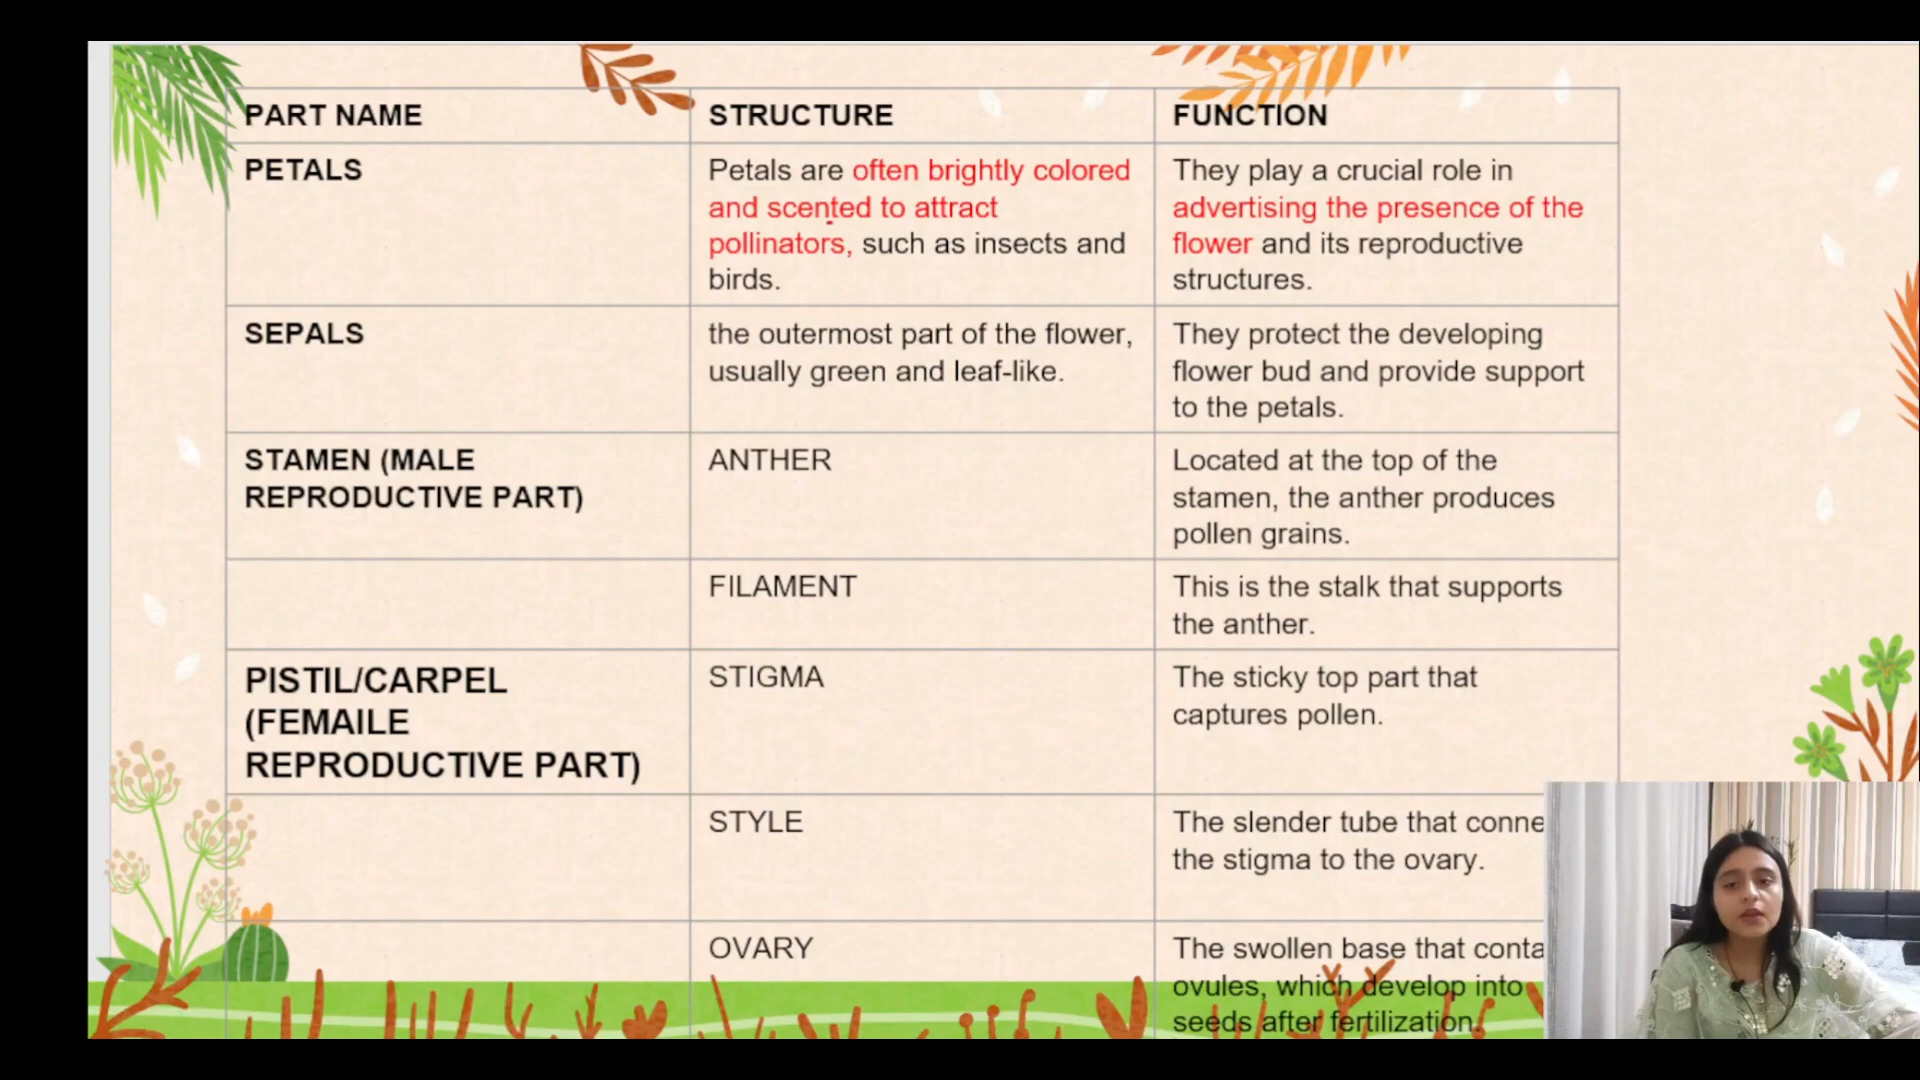 PART NAME
STRUCTURE
FUNCTION
PETALS
Petals are often brightly colored
and scented to attract
pollinators, such as insects and
birds.
They play a crucial role in
advertising the presence of the
flower and its reproductive
structures.
SEPALS
the outermost part of the flower,
usually green and leaf-like.
They protect the developing
flower bud and provide support
to the petals.
STAMEN (MALE
REPRODUCTIVE PART)
ANTHER
Located at the top of the
stamen, the anther produces
pollen grains.
FILAMENT
This is the stalk that supports
the anther.
PISTIL/CARPEL
(FEMAILE
REPRODUCTIVE PART)
STIGMA
The sticky top part that
captures pollen.
STYLE
The slender tube that conne
the stigma to the ovary.
OVARY
The swollen base that conta
ovules, which develop into
seeds after fertilization.